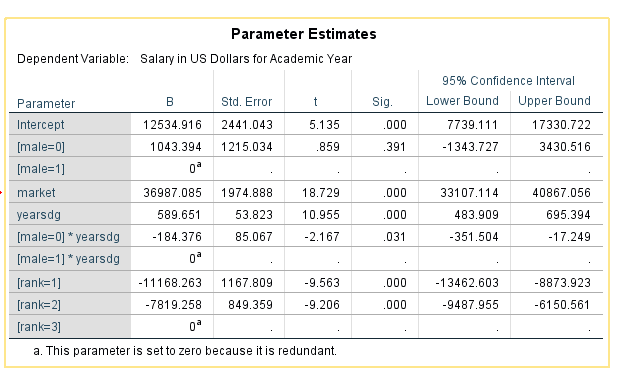 Parameter Estimates
Dependent Variable: Salary in US Dollars for Academic Year
95% Confidence Interval
Parameter B Std. Error t Sig. Lower Bound Upper Bound
Intercept 12534.916 2441.043 5.135 .000 7739.111 17330.722
[male=0] 1043.394 1215.034 .859 .391 -1343.727 3430.516
[male=1] 0a . . . . .
market 36987.085 1974.888 18.729 .000 33107.114 40867.056
yearsdg 589.651 53.823 10.955 .000 483.909 695.394
[male=0] * yearsdg -184.376 85.067 -2.167 .031 -351.504 -17.249
[male=1] * yearsdg 0a . . . . .
[rank=1] -11168.263 1167.809 -9.563 .000 -13462.603 -8873.923
[rank=2] -7819.258 849.359 -9.206 .000 -9487.955 -6150.561
[rank=3] 0a . . . . .
a. This parameter is set to zero because it is redundant.